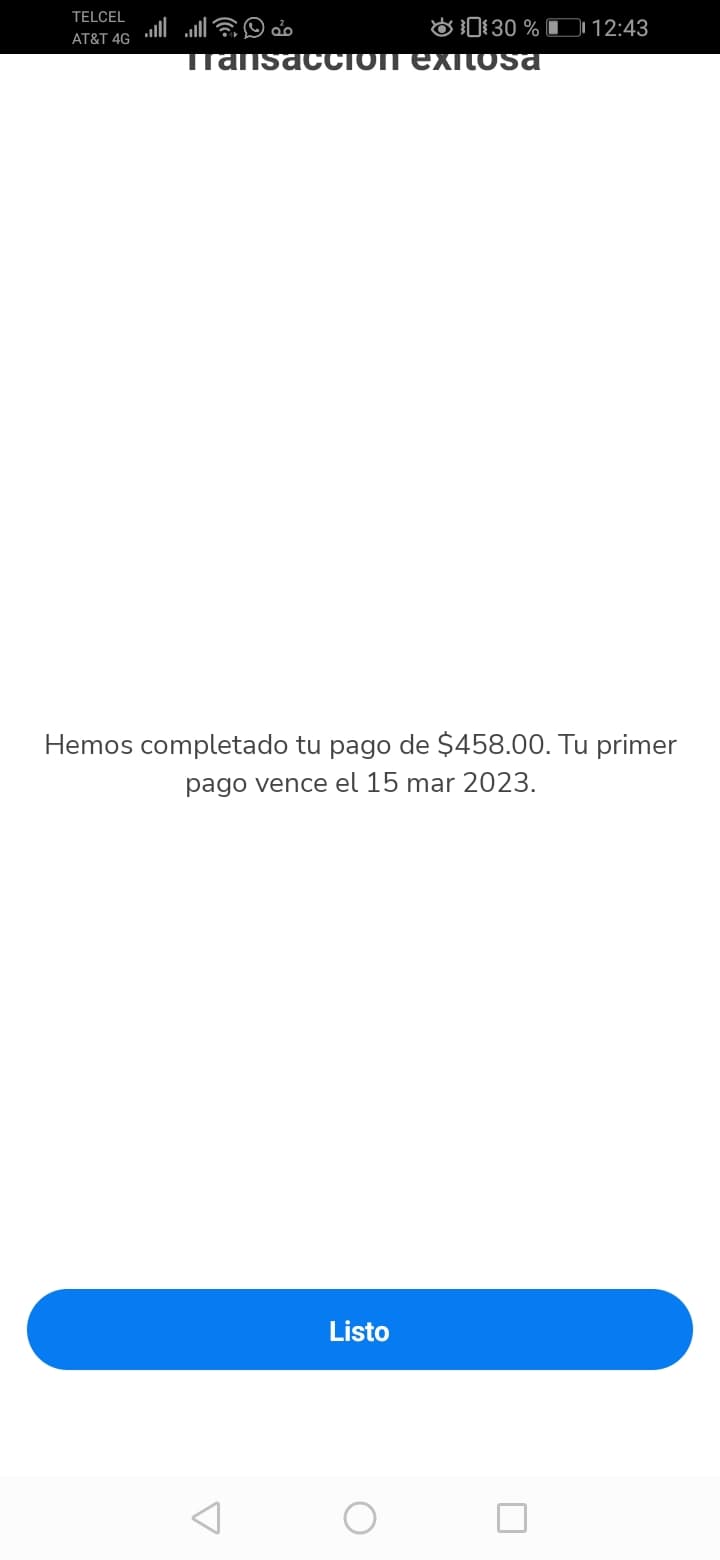 TELCEL
AT&T 4G
30 %
12:43
Transacción exitosa
Hemos completado tu pago de $458.00. Tu primer
pago vence el 15 mar 2023.
Listo